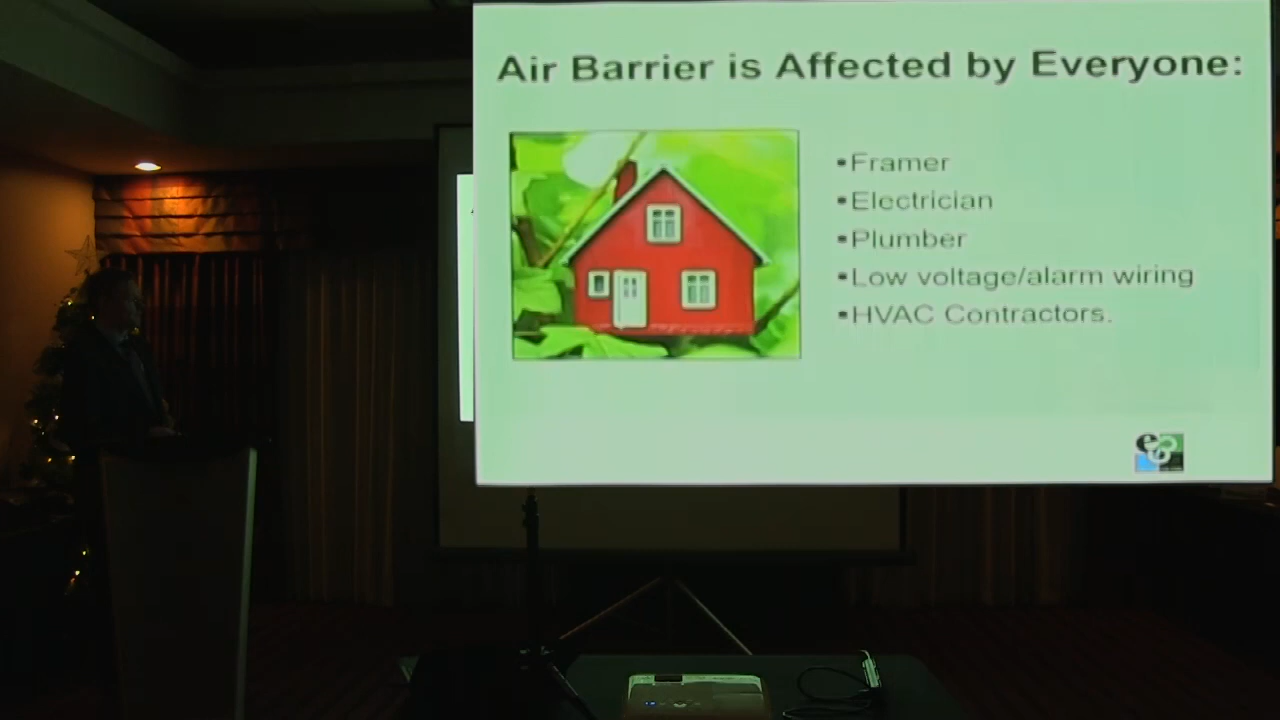 Air Barrier is Affected by Everyone:
▪Framer
▪Electrician
▪Plumber
▪Low voltage/alarm wiring
▪HVAC Contractors.